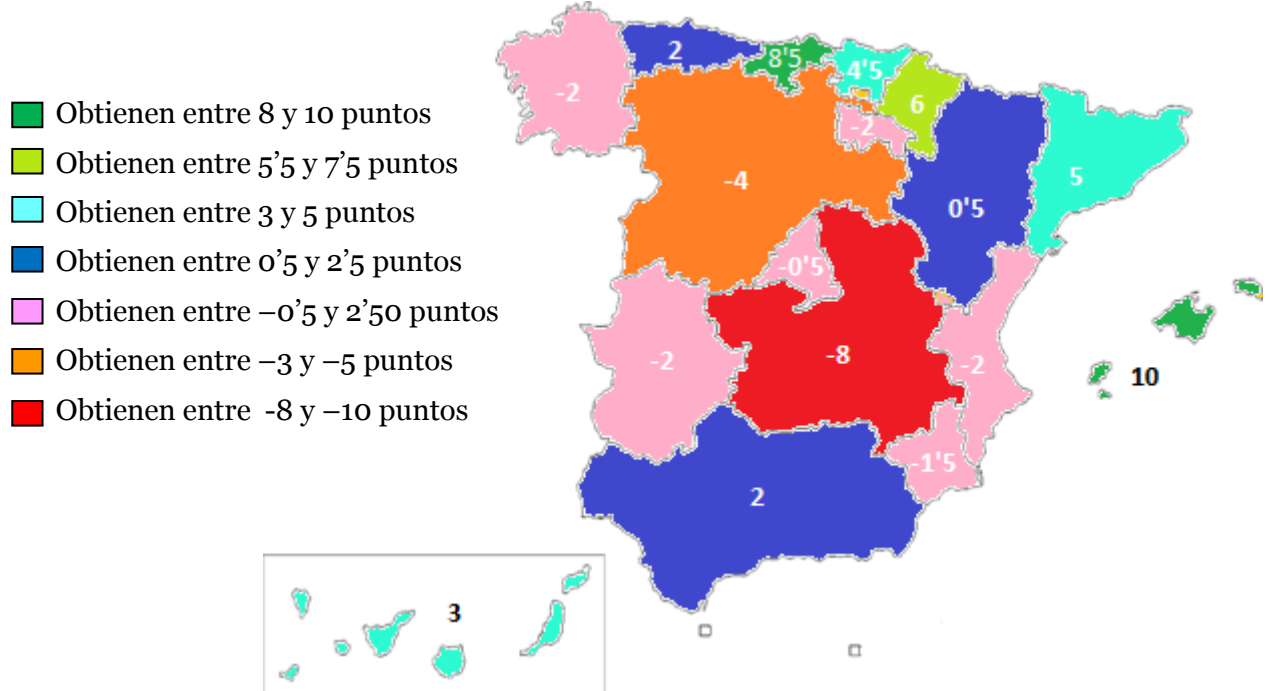 Obtienen entre 8 y 10 puntos
Obtienen entre 5’5 y 7’5 puntos
Obtienen entre 3 y 5 puntos
Obtienen entre 0’5 y 2’5 puntos
Obtienen entre –0’5 y 2’50 puntos
Obtienen entre –3 y –5 puntos
Obtienen entre -8 y –10 puntos
2
8'5
4'5
-2
6
-2
-4
5
0'5
-0'5
-8
-2
-2
10
-1'5
2
3